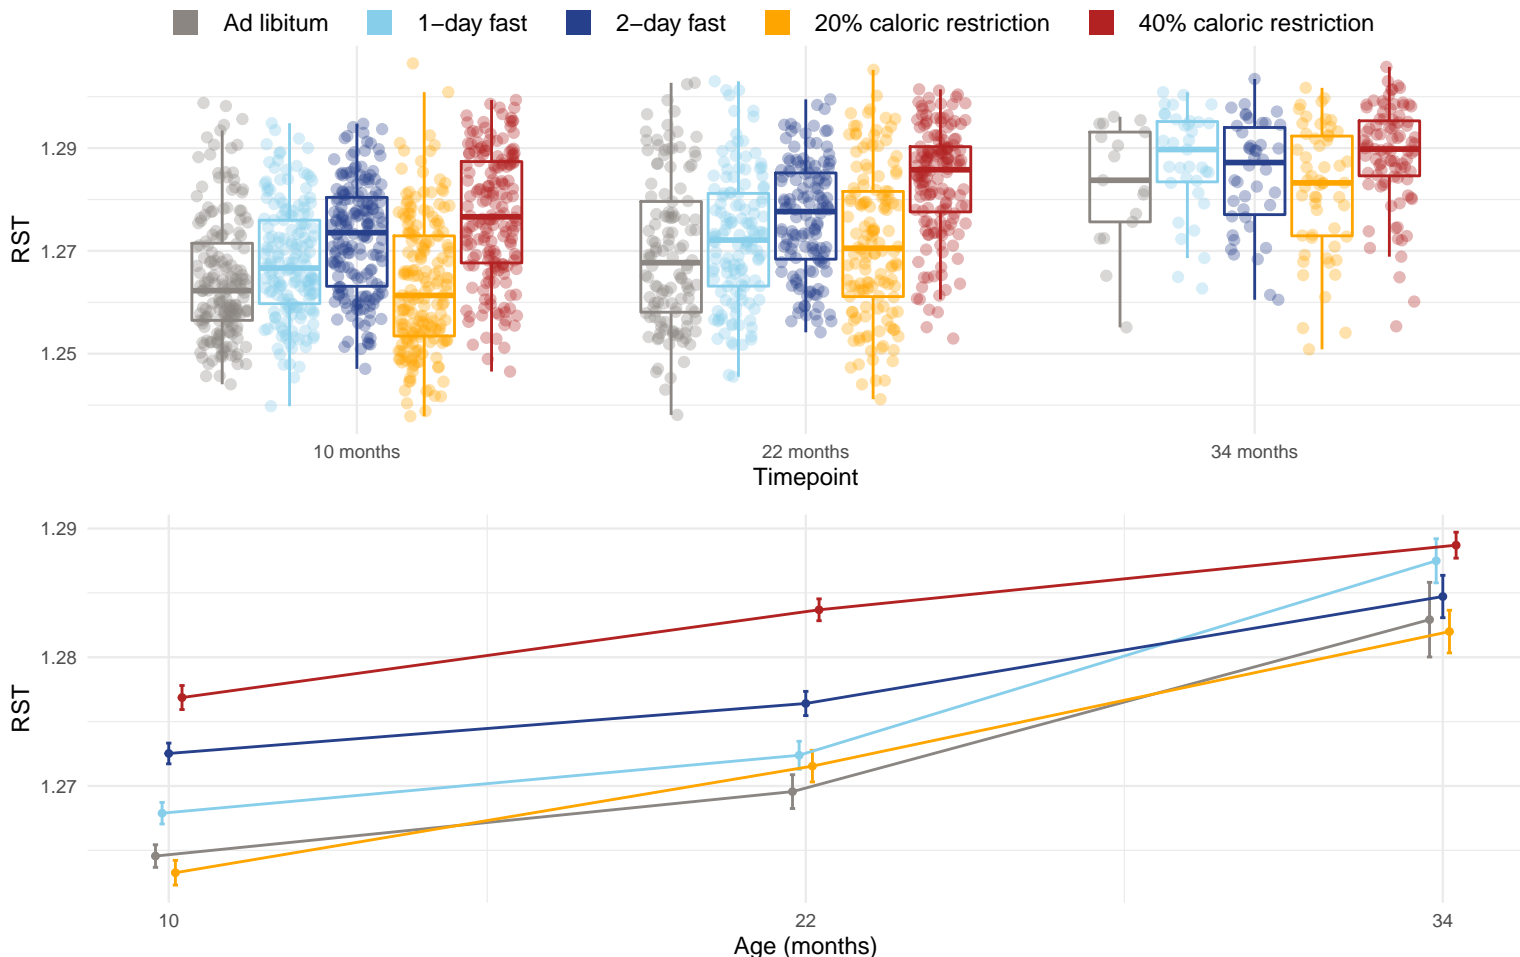 Ad libitum 1−day fast 2−day fast 20% caloric restriction 40% caloric restriction
RST
1.29
1.27
1.25
10 months 22 months 34 months
Timepoint
RST
1.29
1.28
1.27
10 22 34
Age (months)